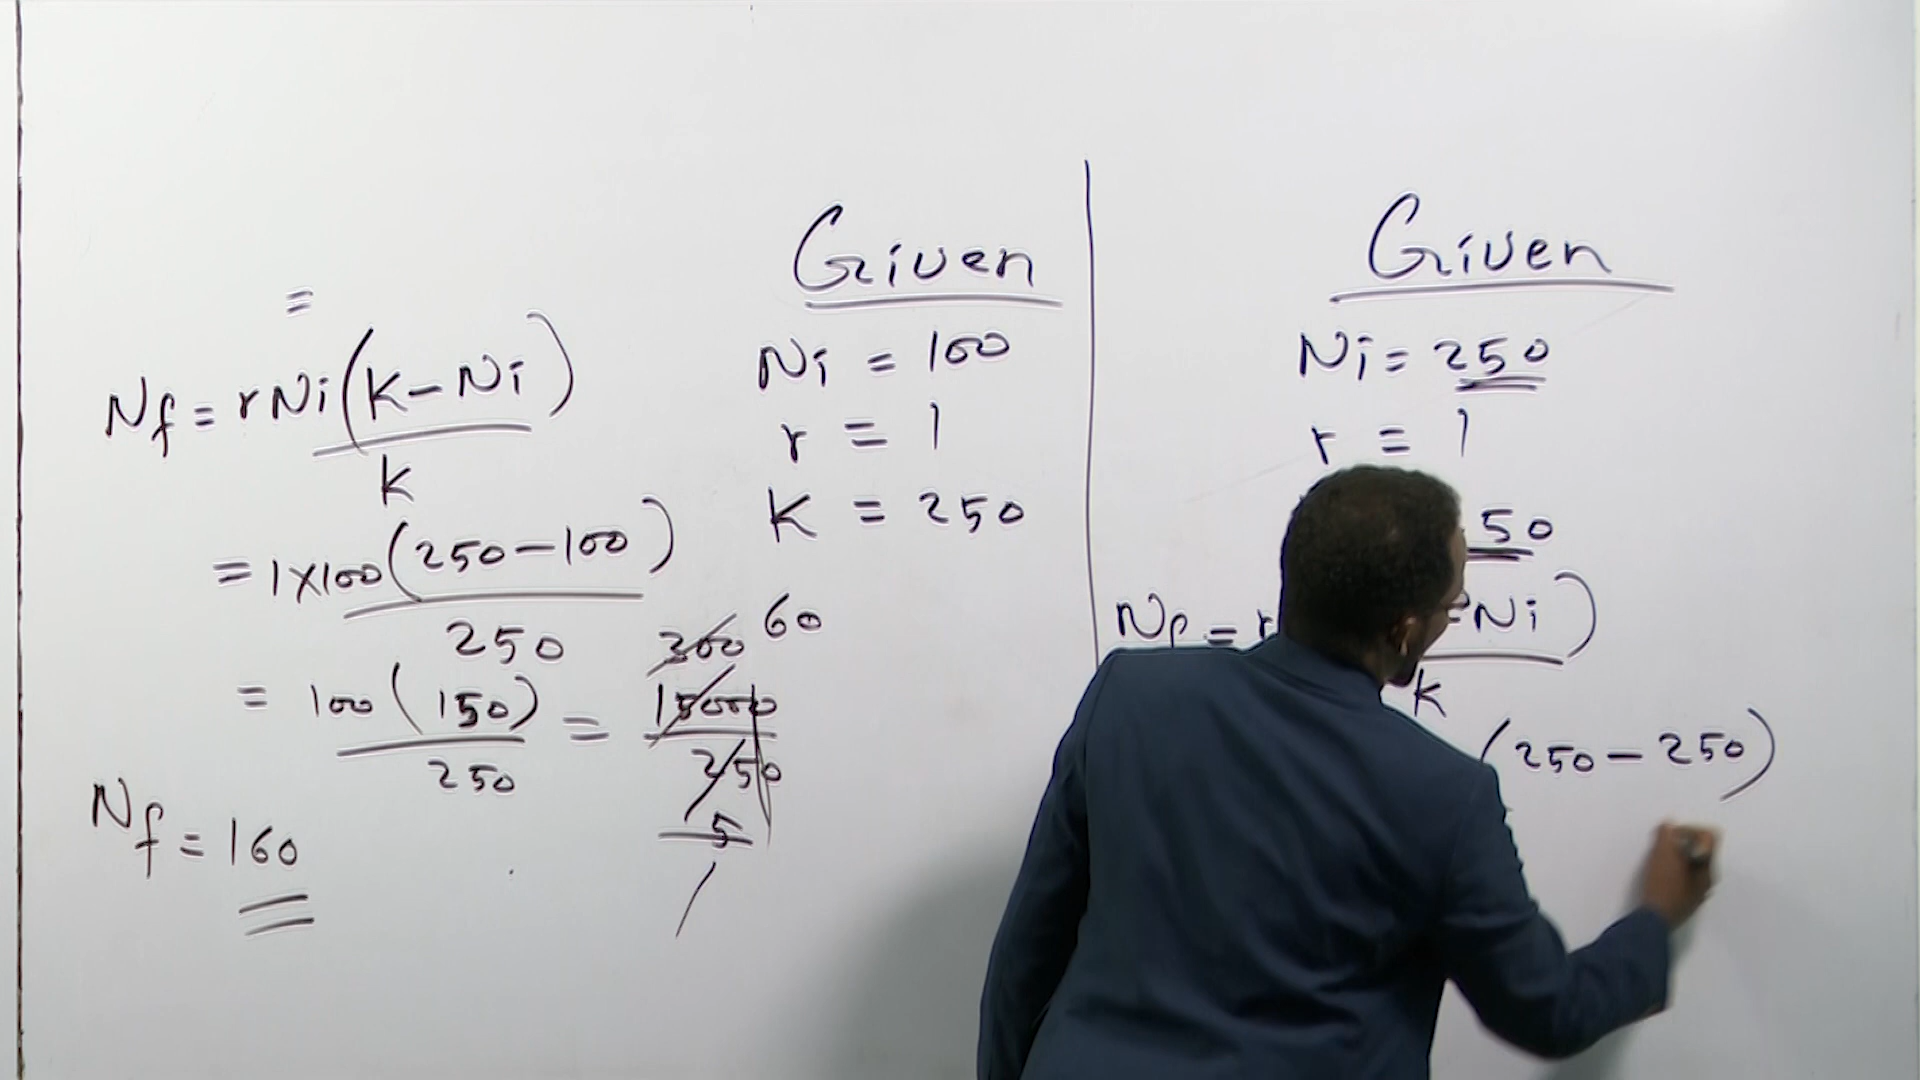 =
Nf = rNi(K-Ni)
K
= 1x100(250-100)
250
= 100(150) = 15000
250 250
300 60
5
Nf = 160
Given
Ni = 100
r = 1
K = 250
Given
Ni = 250
r = 1
50
Nf = r Ni)
K
(250-250)